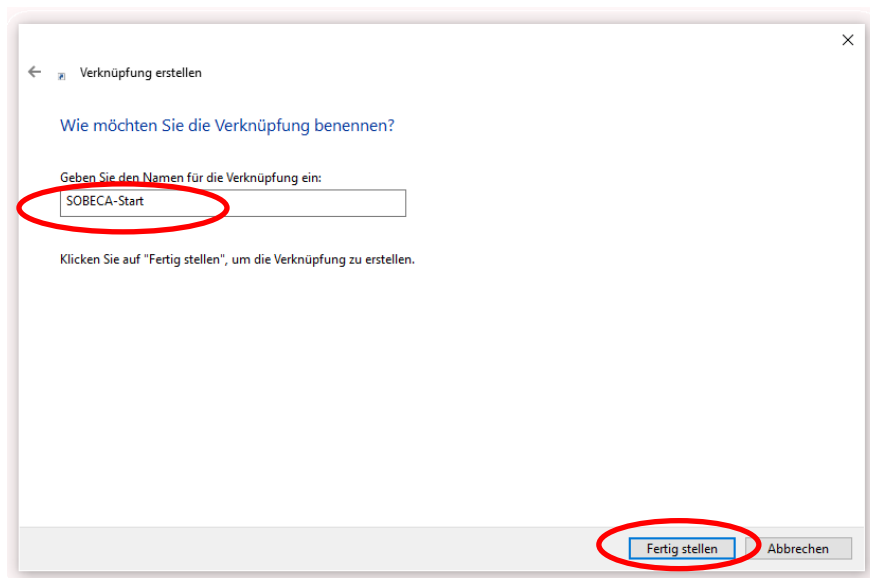 Verknüpfung erstellen
Wie möchten Sie die Verknüpfung benennen?
Geben Sie den Namen für die Verknüpfung ein:
SOBECA-Start
Klicken Sie auf "Fertig stellen", um die Verknüpfung zu erstellen.
Fertig stellen
Abbrechen